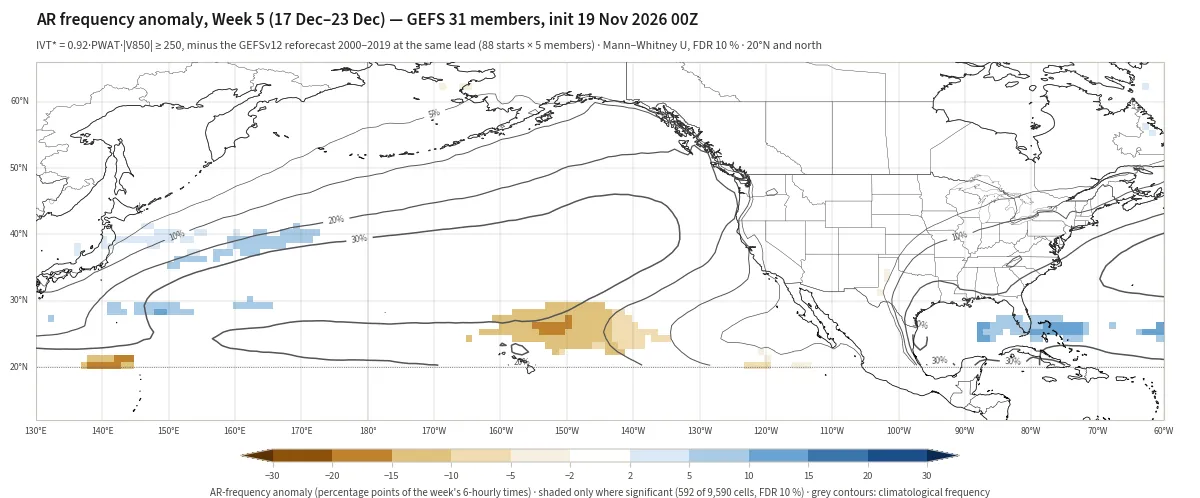 AR frequency anomaly, Week 5 (17 Dec–23 Dec) — GEFS 31 members, init 19 Nov 2026 00Z
IVT* = 0.92·PWAT·|V850| ≥ 250, minus the GEFSv12 reforecast 2000–2019 at the same lead (88 starts × 5 members) · Mann–Whitney U, FDR 10 % · 20°N and north
60°N
5%
50°N
40°N
10%
20%
30%
10%
30°N
20°N
30%
30%
130°E 140°E 150°E 160°E 170°E 180° 170°W 160°W 150°W 140°W 130°W 120°W 110°W 100°W 90°W 80°W 70°W 60°W
−30 −20 −15 −10 −5 −2 2 5 10 15 20 30
AR-frequency anomaly (percentage points of the week's 6-hourly times) · shaded only where significant (592 of 9,590 cells, FDR 10 %) · grey contours: climatological frequency